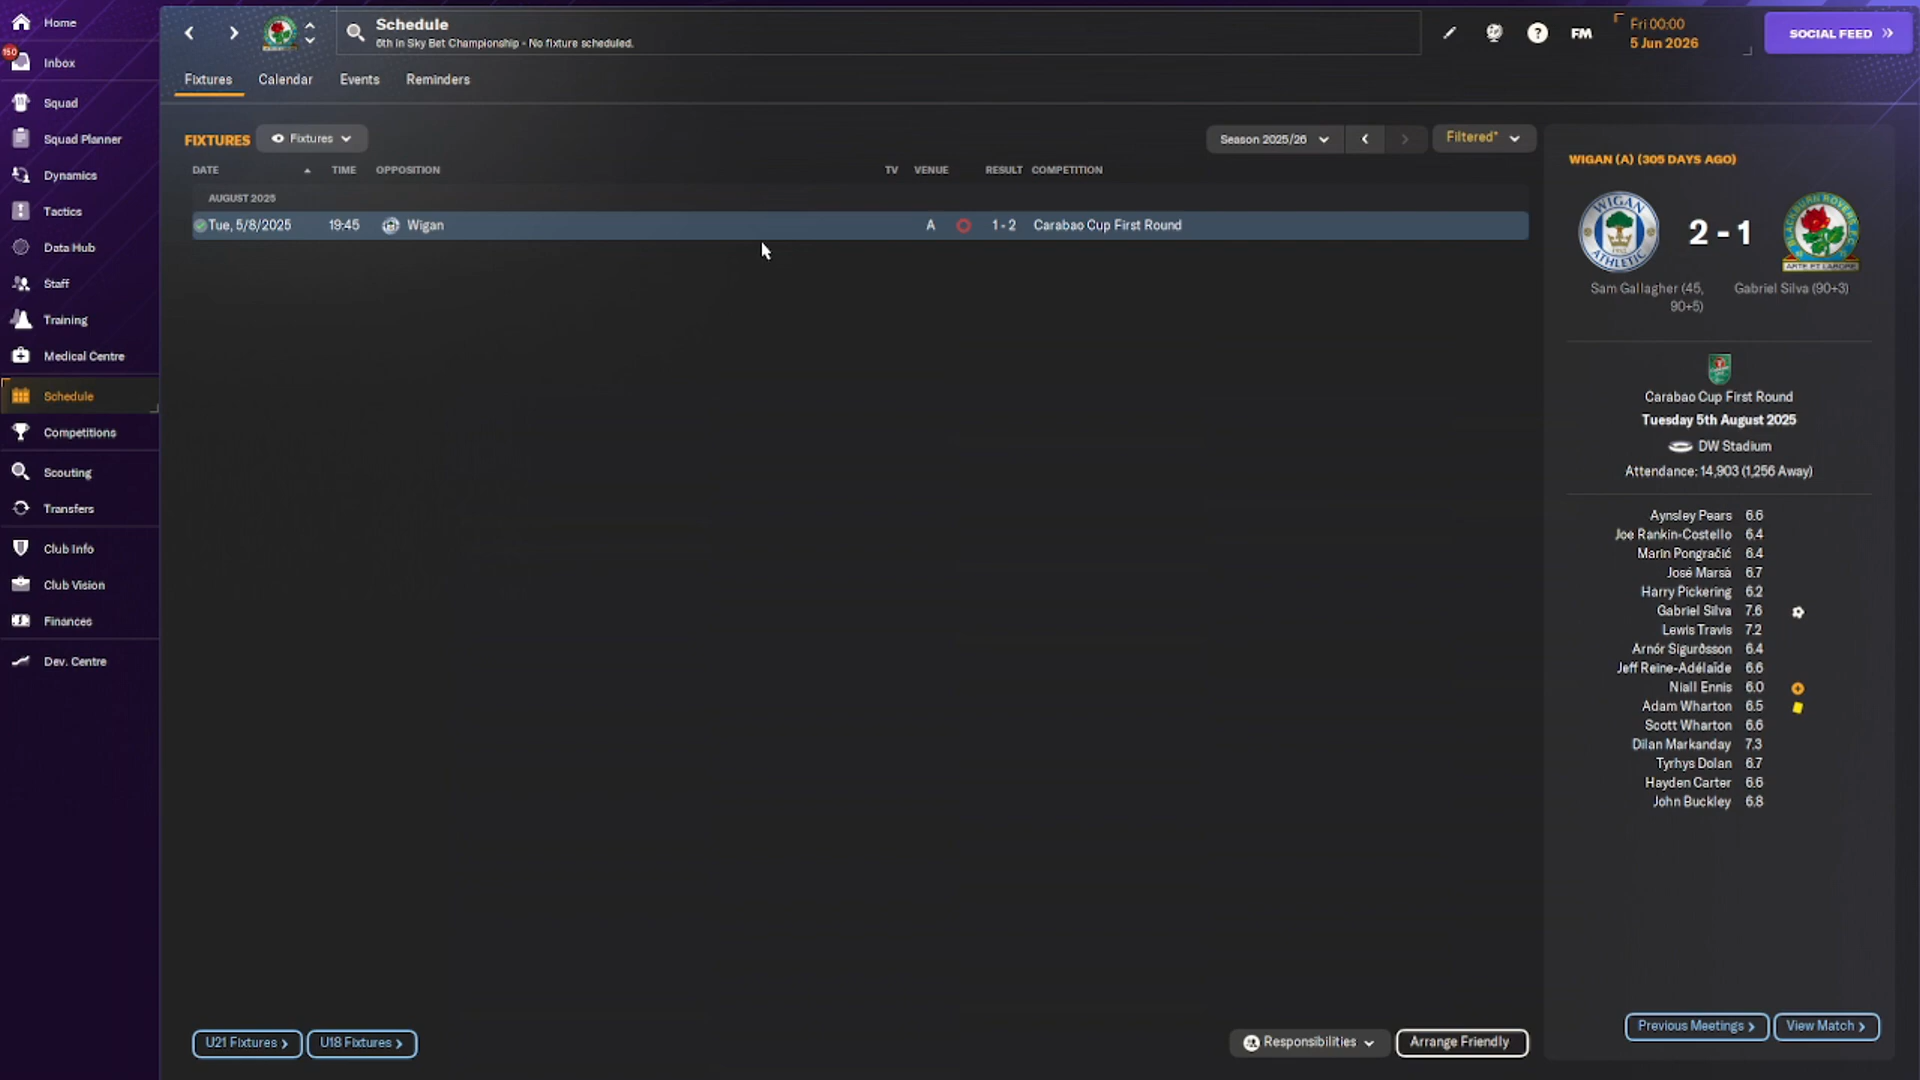 Home
150
Inbox
Squad
Squad Planner
Dynamics
Tactics
Data Hub
Staff
Training
Medical Centre
Schedule
Competitions
Scouting
Transfers
Club Info
Club Vision
Finances
Dev. Centre
Schedule
6th in Sky Bet Championship - No fixture scheduled.
FM
Fri 00:00
5 Jun 2026
SOCIAL FEED
Fixtures Calendar Events Reminders
FIXTURES Fixtures
Season 2025/26 Filtered*
DATE TIME OPPOSITION TV VENUE RESULT COMPETITION
AUGUST 2025
Tue, 5/8/2025 19:45 Wigan A 1 - 2 Carabao Cup First Round
U21 Fixtures U18 Fixtures
Responsibilities Arrange Friendly
WIGAN (A) (305 DAYS AGO)
WIGAN
ATHLETIC
BLACKBURN ROVERS F.C.
ARTE ET LABORE
2 - 1
Sam Gallagher (45,
90+5)
Gabriel Silva (90+3)
Carabao Cup First Round
Tuesday 5th August 2025
DW Stadium
Attendance: 14,903 (1,256 Away)
Aynsley Pears 6.6
Joe Rankin-Costello 6.4
Marin Pongračić 6.4
José Marsà 6.7
Harry Pickering 6.2
Gabriel Silva 7.6
Lewis Travis 7.2
Arnór Sigurðsson 6.4
Jeff Reine-Adélaïde 6.6
Niall Ennis 6.0
Adam Wharton 6.5
Scott Wharton 6.6
Dilan Markanday 7.3
Tyrhys Dolan 6.7
Hayden Carter 6.6
John Buckley 6.8
Previous Meetings View Match